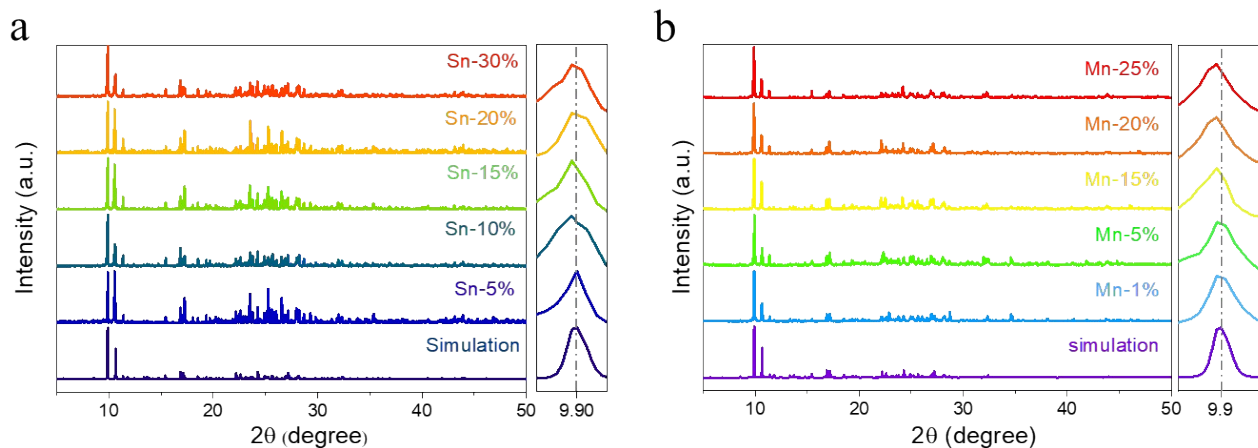 a
Sn-30%
Sn-20%
Sn-15%
Sn-10%
Sn-5%
Simulation
Intensity (a.u.)
10 20 30 40 50
9.90
2θ (degree)
b
Mn-25%
Mn-20%
Mn-15%
Mn-5%
Mn-1%
simulation
Intensity (a.u.)
10 20 30 40 50
9.9
2θ (degree)